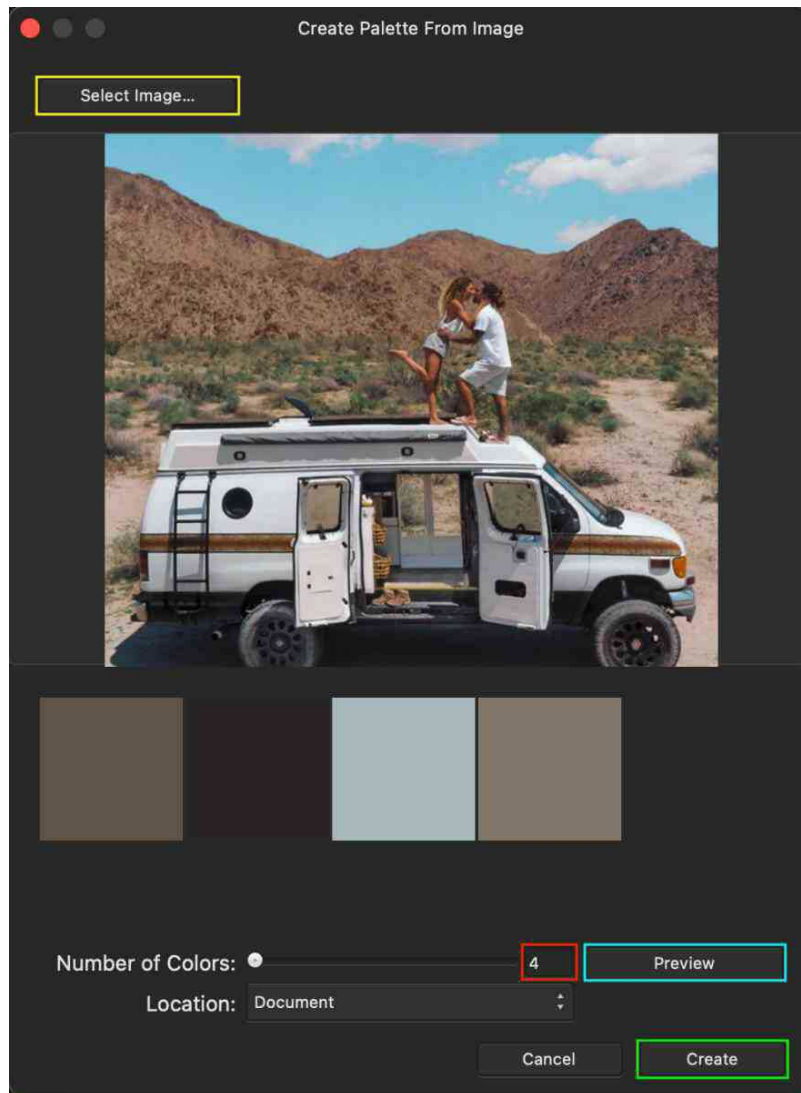 Create Palette From Image
Select Image...
Number of Colors: 4 Preview
Location: Document
Cancel Create